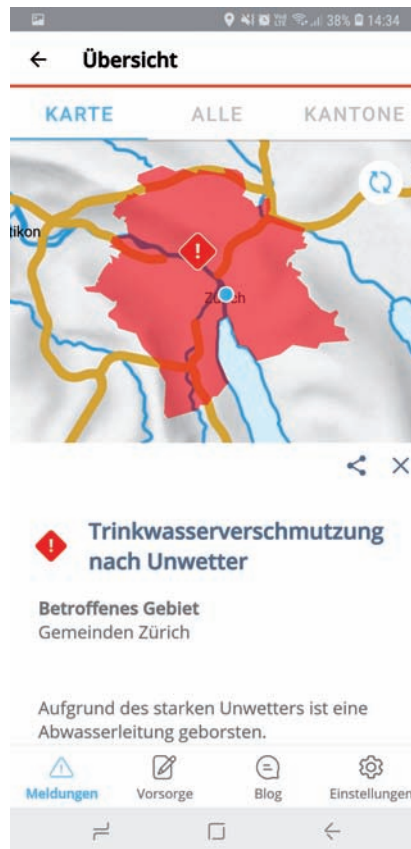 38% 14:34
Übersicht
KARTE ALLE KANTONE
ikon
Zürich
Trinkwasserverschmutzung
nach Unwetter
Betroffenes Gebiet
Gemeinden Zürich
Aufgrund des starken Unwetters ist eine
Abwasserleitung geborsten.
Meldungen Vorsorge Blog Einstellungen